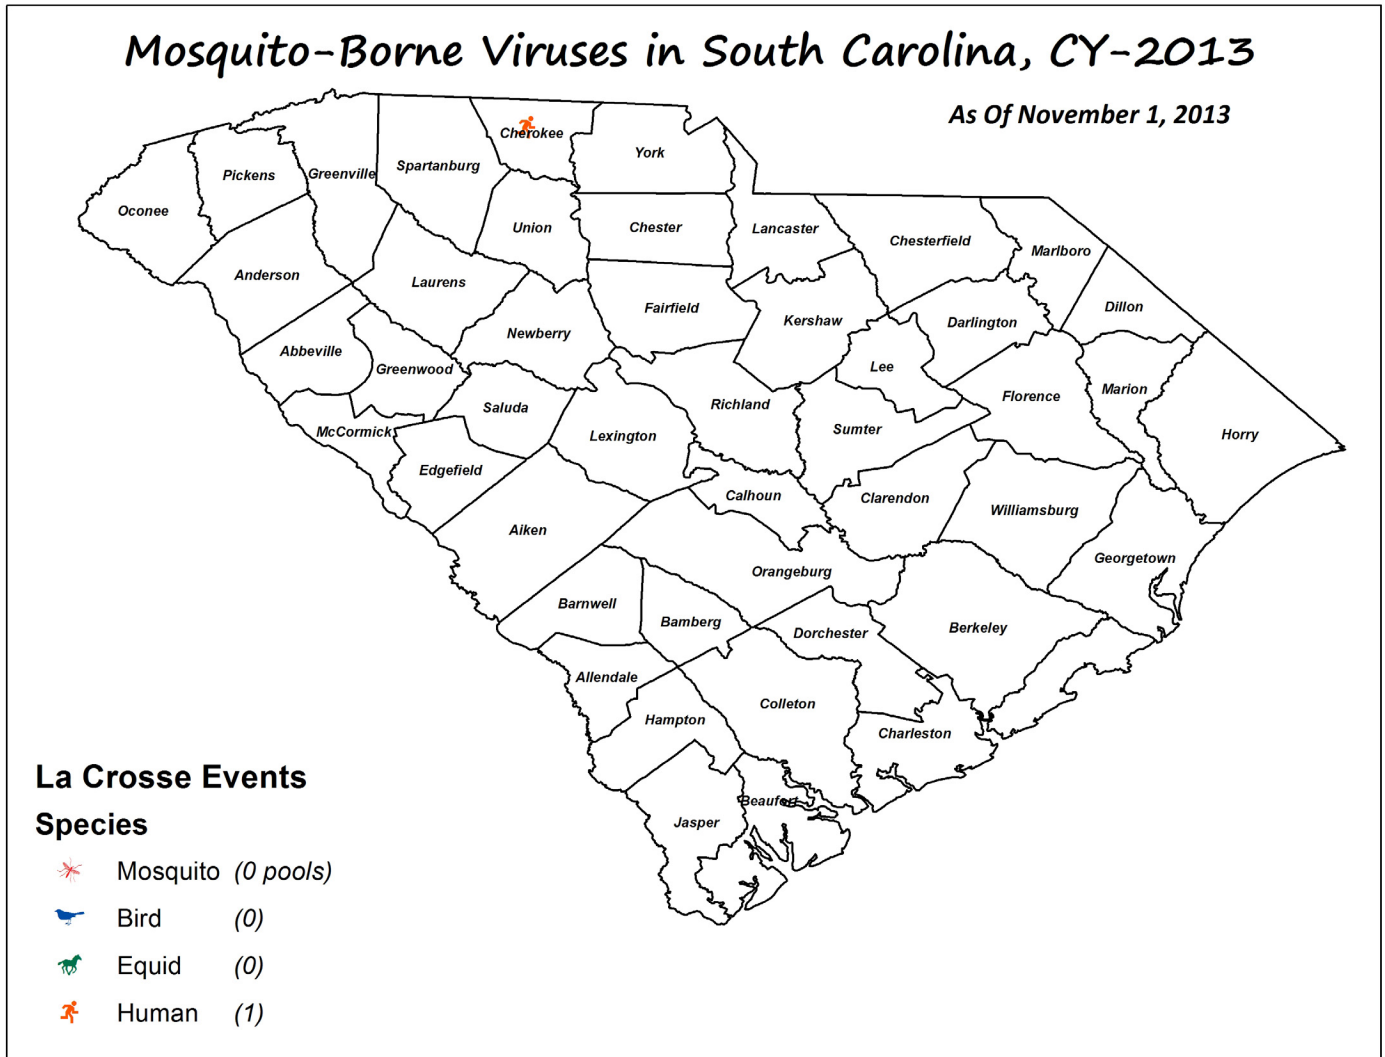 Mosquito-Borne Viruses in South Carolina, CY-2013
As Of November 1, 2013
Cherokee
York
Spartanburg
Greenville
Pickens
Oconee
Union
Chester
Lancaster
Chesterfield
Marlboro
Anderson
Laurens
Dillon
Fairfield
Kershaw
Darlington
Newberry
Abbeville
Greenwood
Lee
Marion
Florence
Saluda
Richland
McCormick
Lexington
Sumter
Horry
Edgefield
Calhoun
Clarendon
Williamsburg
Aiken
Georgetown
Orangeburg
Barnwell
Bamberg
Dorchester
Berkeley
Allendale
Hampton
Colleton
Charleston
Beaufort
Jasper
La Crosse Events
Species
Mosquito (0 pools)
Bird (0)
Equid (0)
Human (1)